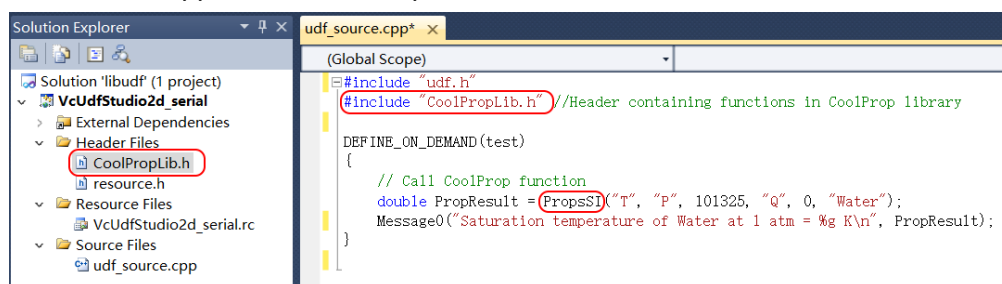 Solution Explorer
Solution 'libudf' (1 project)
VcUdfStudio2d_serial
External Dependencies
Header Files
CoolPropLib.h
resource.h
Resource Files
VcUdfStudio2d_serial.rc
Source Files
udf_source.cpp
udf_source.cpp*
(Global Scope)
#include "udf.h"
#include "CoolPropLib.h" //Header containing functions in CoolProp library
DEFINE_ON_DEMAND(test)
{
// Call CoolProp function
double PropResult = PropsSI("T", "P", 101325, "Q", 0, "Water");
Message0("Saturation temperature of Water at 1 atm = %g K\n", PropResult);
}